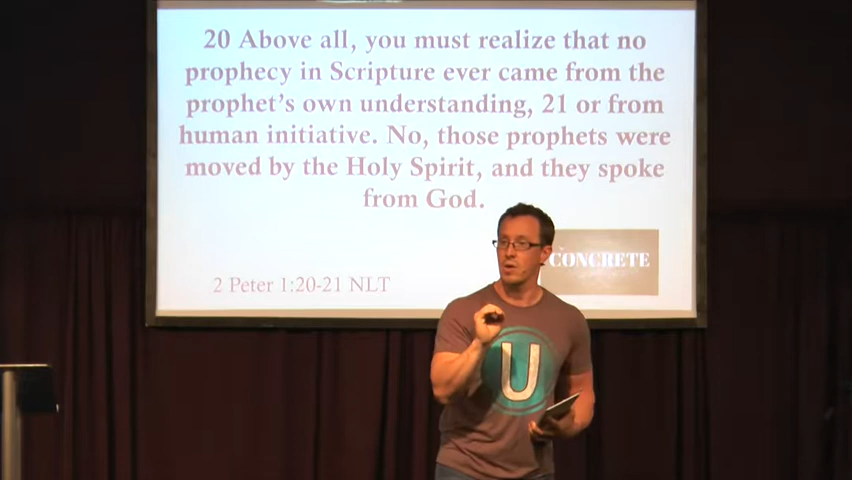 20 Above all, you must realize that no
prophecy in Scripture ever came from the
prophet's own understanding, 21 or from
human initiative. No, those prophets were
moved by the Holy Spirit, and they spoke
from God.
CONCRETE
2 Peter 1:20-21 NLT
U